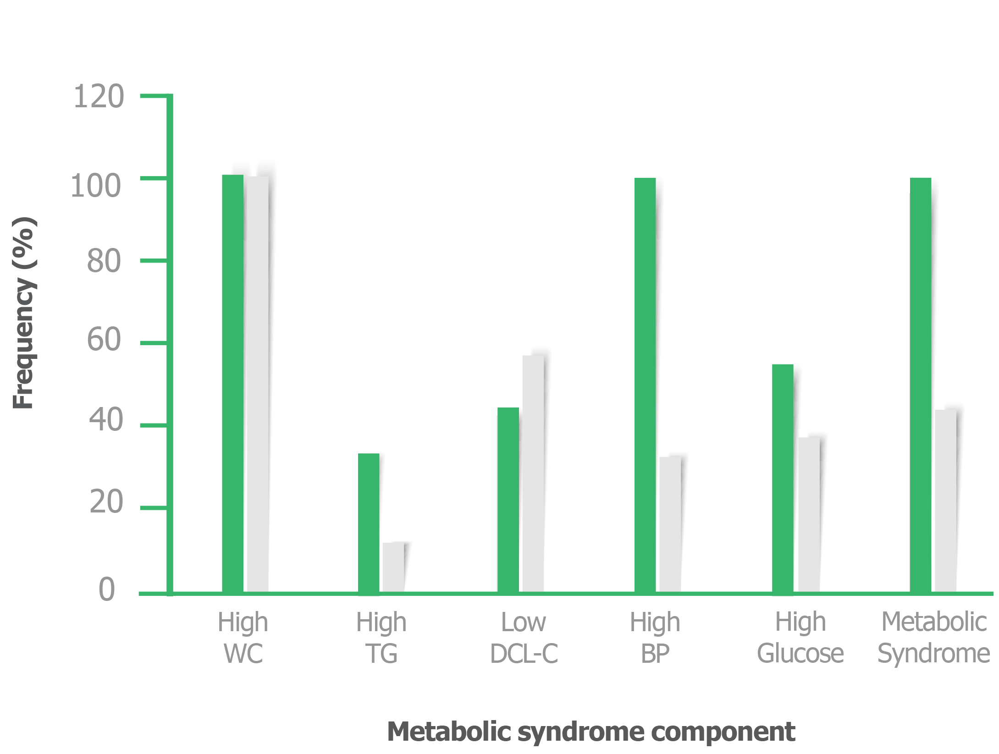 120
100
80
60
40
20
0
Frequency (%)
High
WC
High
TG
Low
DCL-C
High
BP
High
Glucose
Metabolic
Syndrome
Metabolic syndrome component